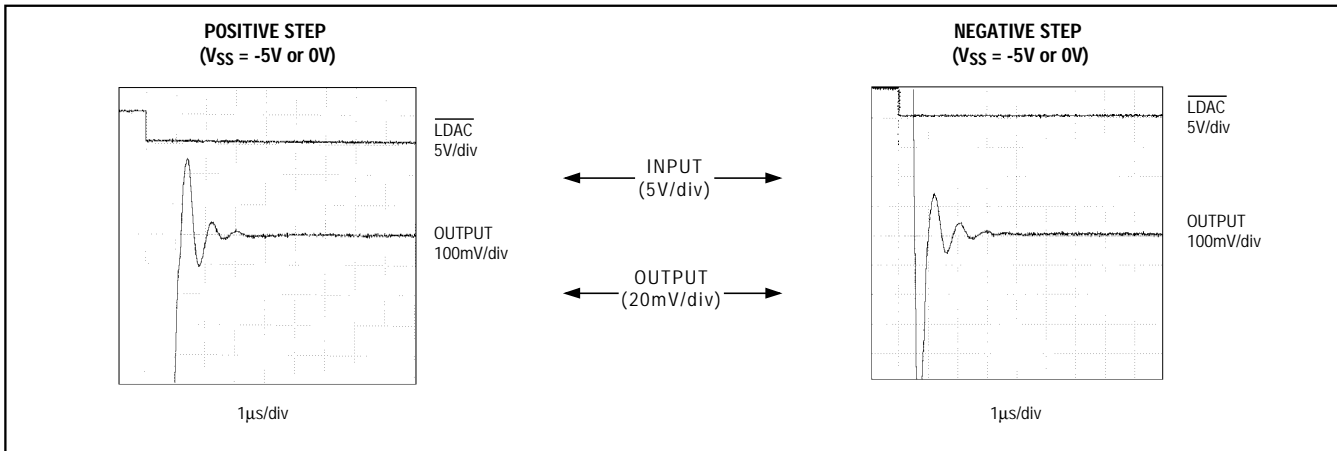 POSITIVE STEP
(VSS = -5V or 0V)
LDAC
5V/div
OUTPUT
100mV/div
1µs/div
INPUT
(5V/div)
OUTPUT
(20mV/div)
NEGATIVE STEP
(VSS = -5V or 0V)
LDAC
5V/div
OUTPUT
100mV/div
1µs/div